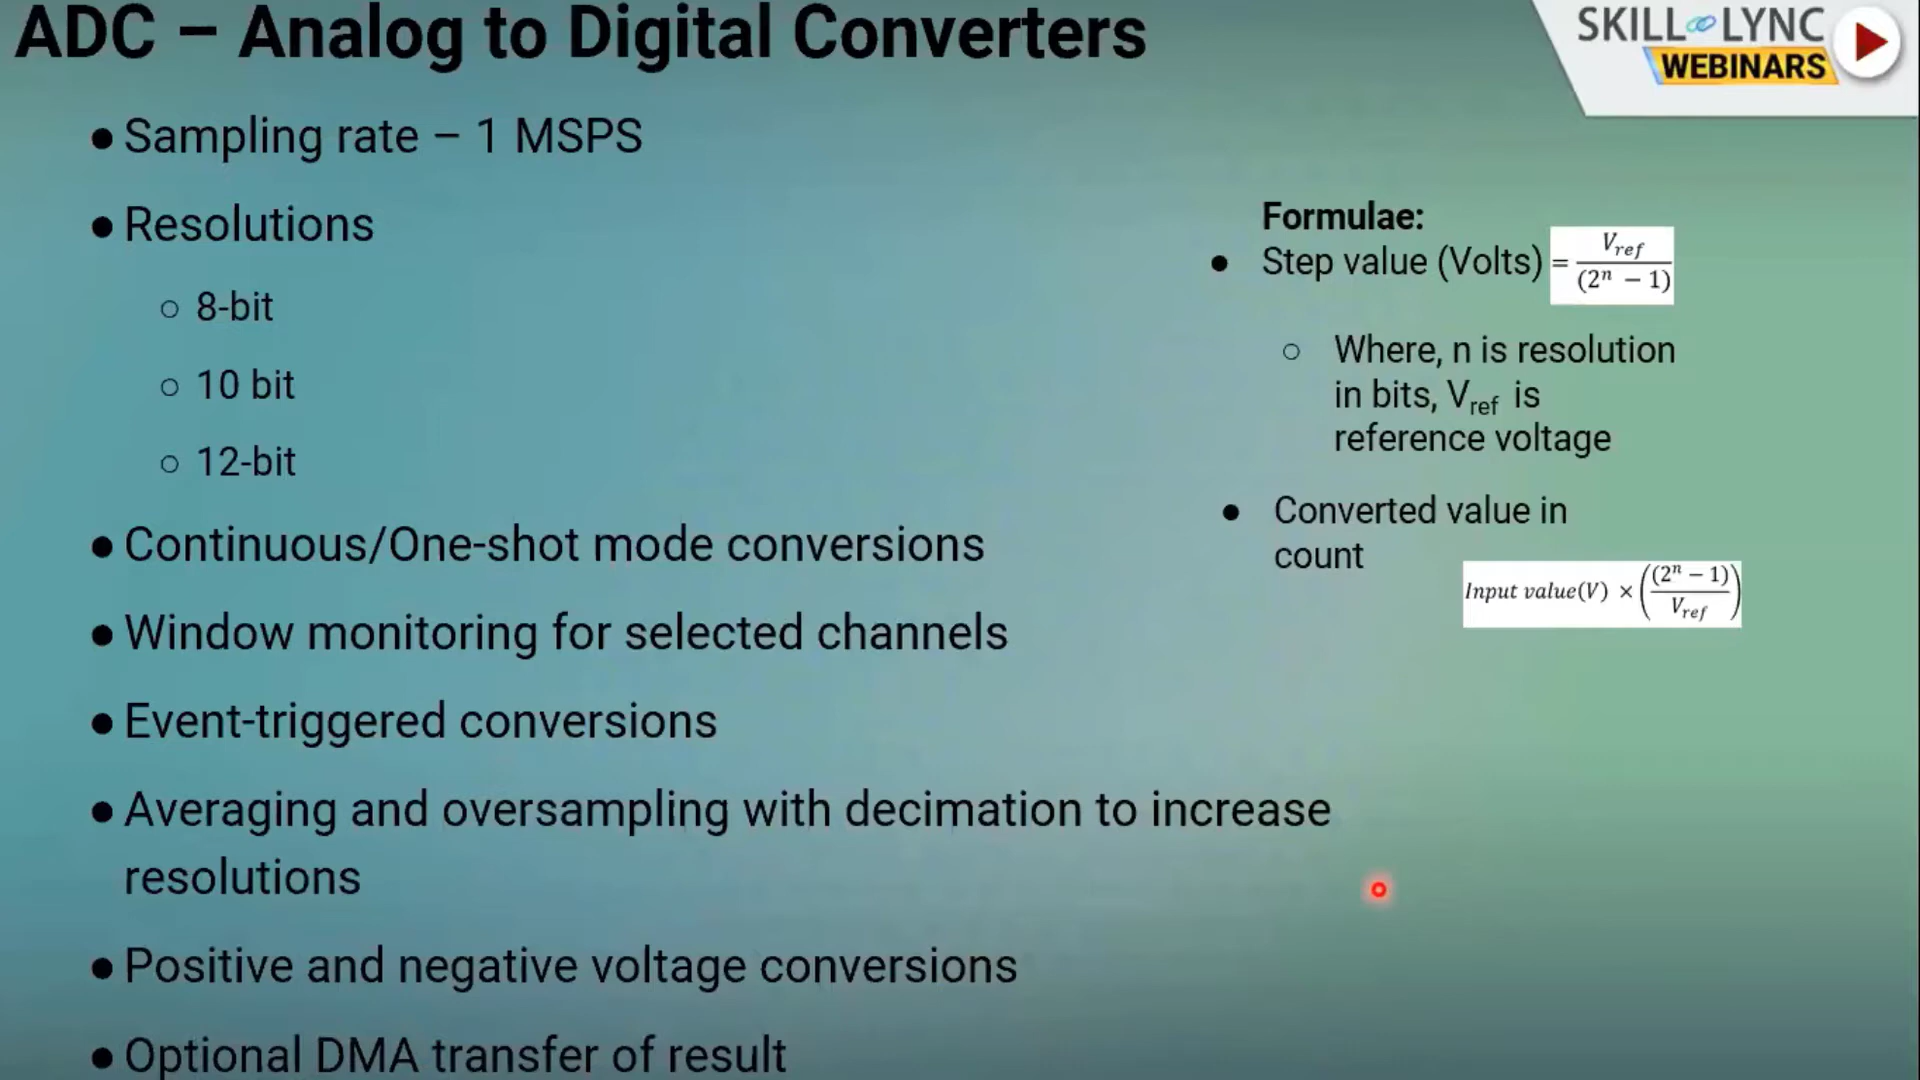 ADC – Analog to Digital Converters
SKILL LYNC
WEBINARS
● Sampling rate – 1 MSPS
● Resolutions
○ 8-bit
○ 10 bit
○ 12-bit
● Continuous/One-shot mode conversions
● Window monitoring for selected channels
● Event-triggered conversions
● Averaging and oversampling with decimation to increase
resolutions
● Positive and negative voltage conversions
● Optional DMA transfer of result
Formulae:
● Step value (Volts) = V_ref / (2^n − 1)
○ Where, n is resolution
in bits, V_ref is
reference voltage
● Converted value in
count
Input value(V) × ((2^n − 1) / V_ref)